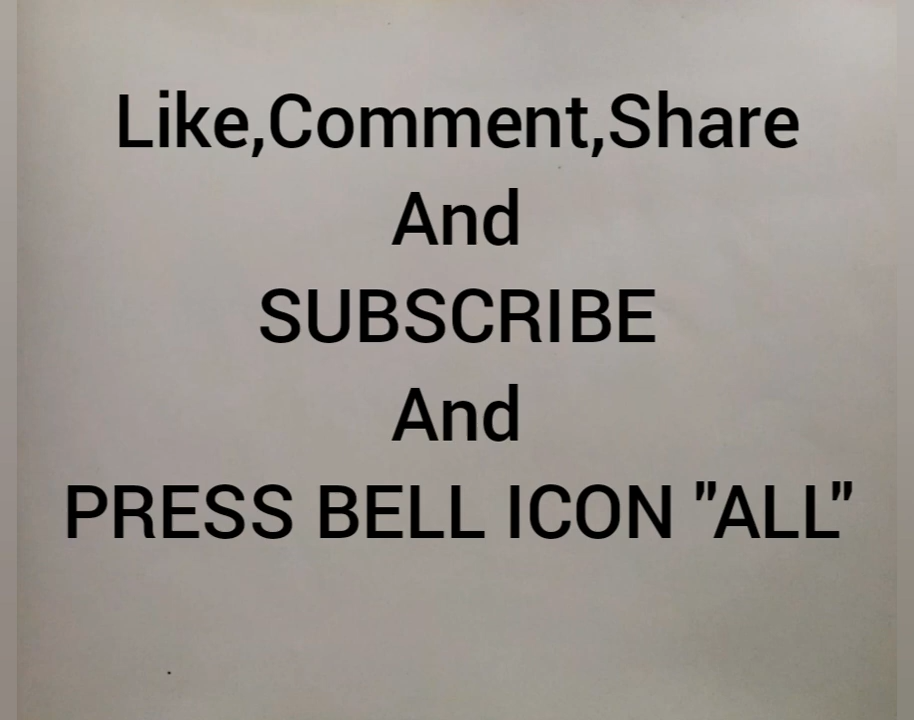 Like,Comment,Share
And
SUBSCRIBE
And
PRESS BELL ICON "ALL"